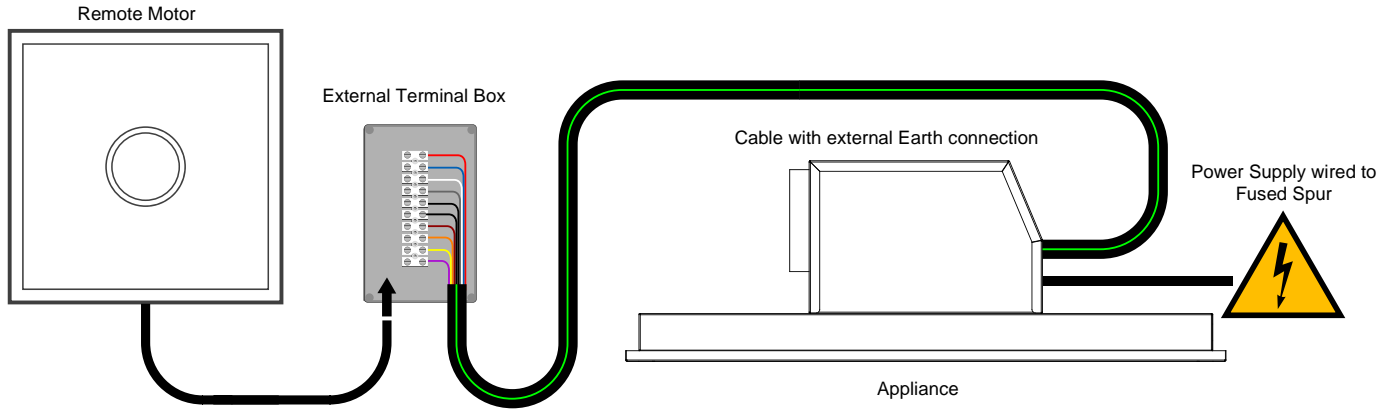 Remote Motor
External Terminal Box
Cable with external Earth connection
Power Supply wired to
Fused Spur
Appliance